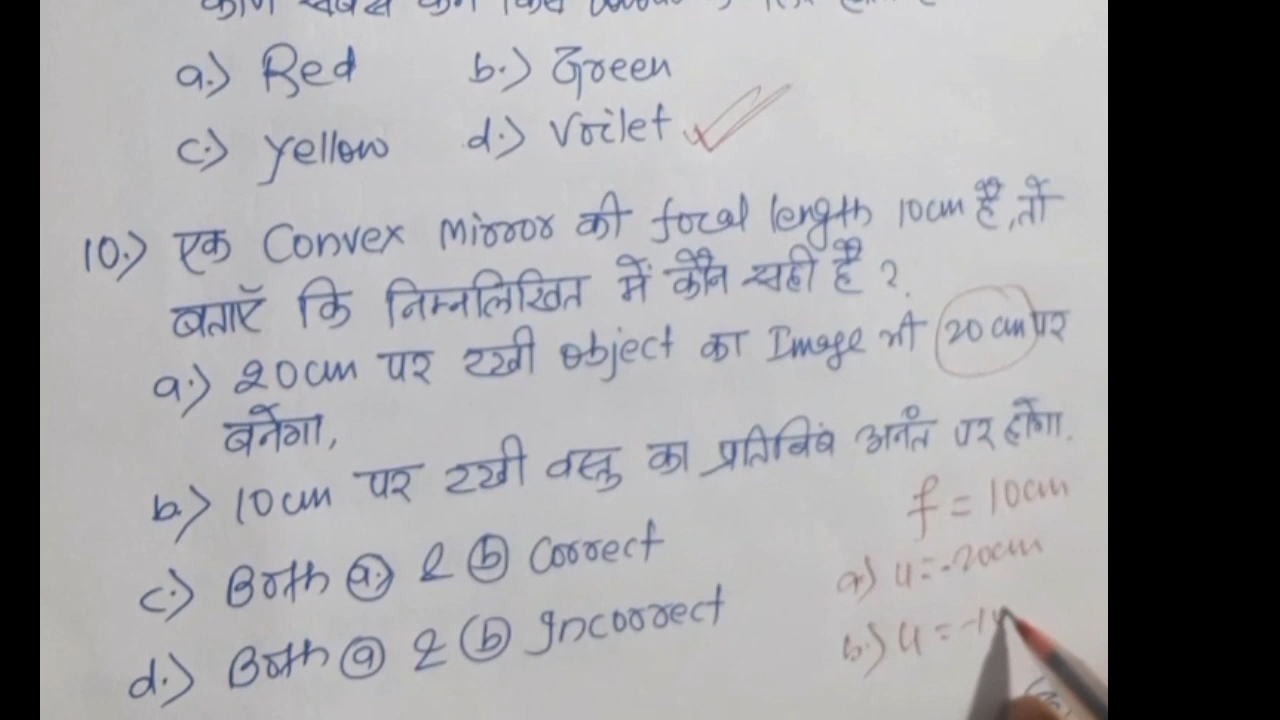 a.) Red b.) Green
c.) Yellow d.) Voilet
10.) एक Convex Mirror की focal length 10cm है, तो
बताएँ कि निम्नलिखित में कौन सही है ?
a.) 20cm पर रखी object का Image भी 20cm पर
बनेगा,
b.) 10cm पर रखी वस्तु का प्रतिबिंब अनंत पर होगा.
f = 10cm
c.) Both (a.) & (b) Correct
a) u = -20cm
d.) Both (a) & (b) Incorrect
b.) u = -1